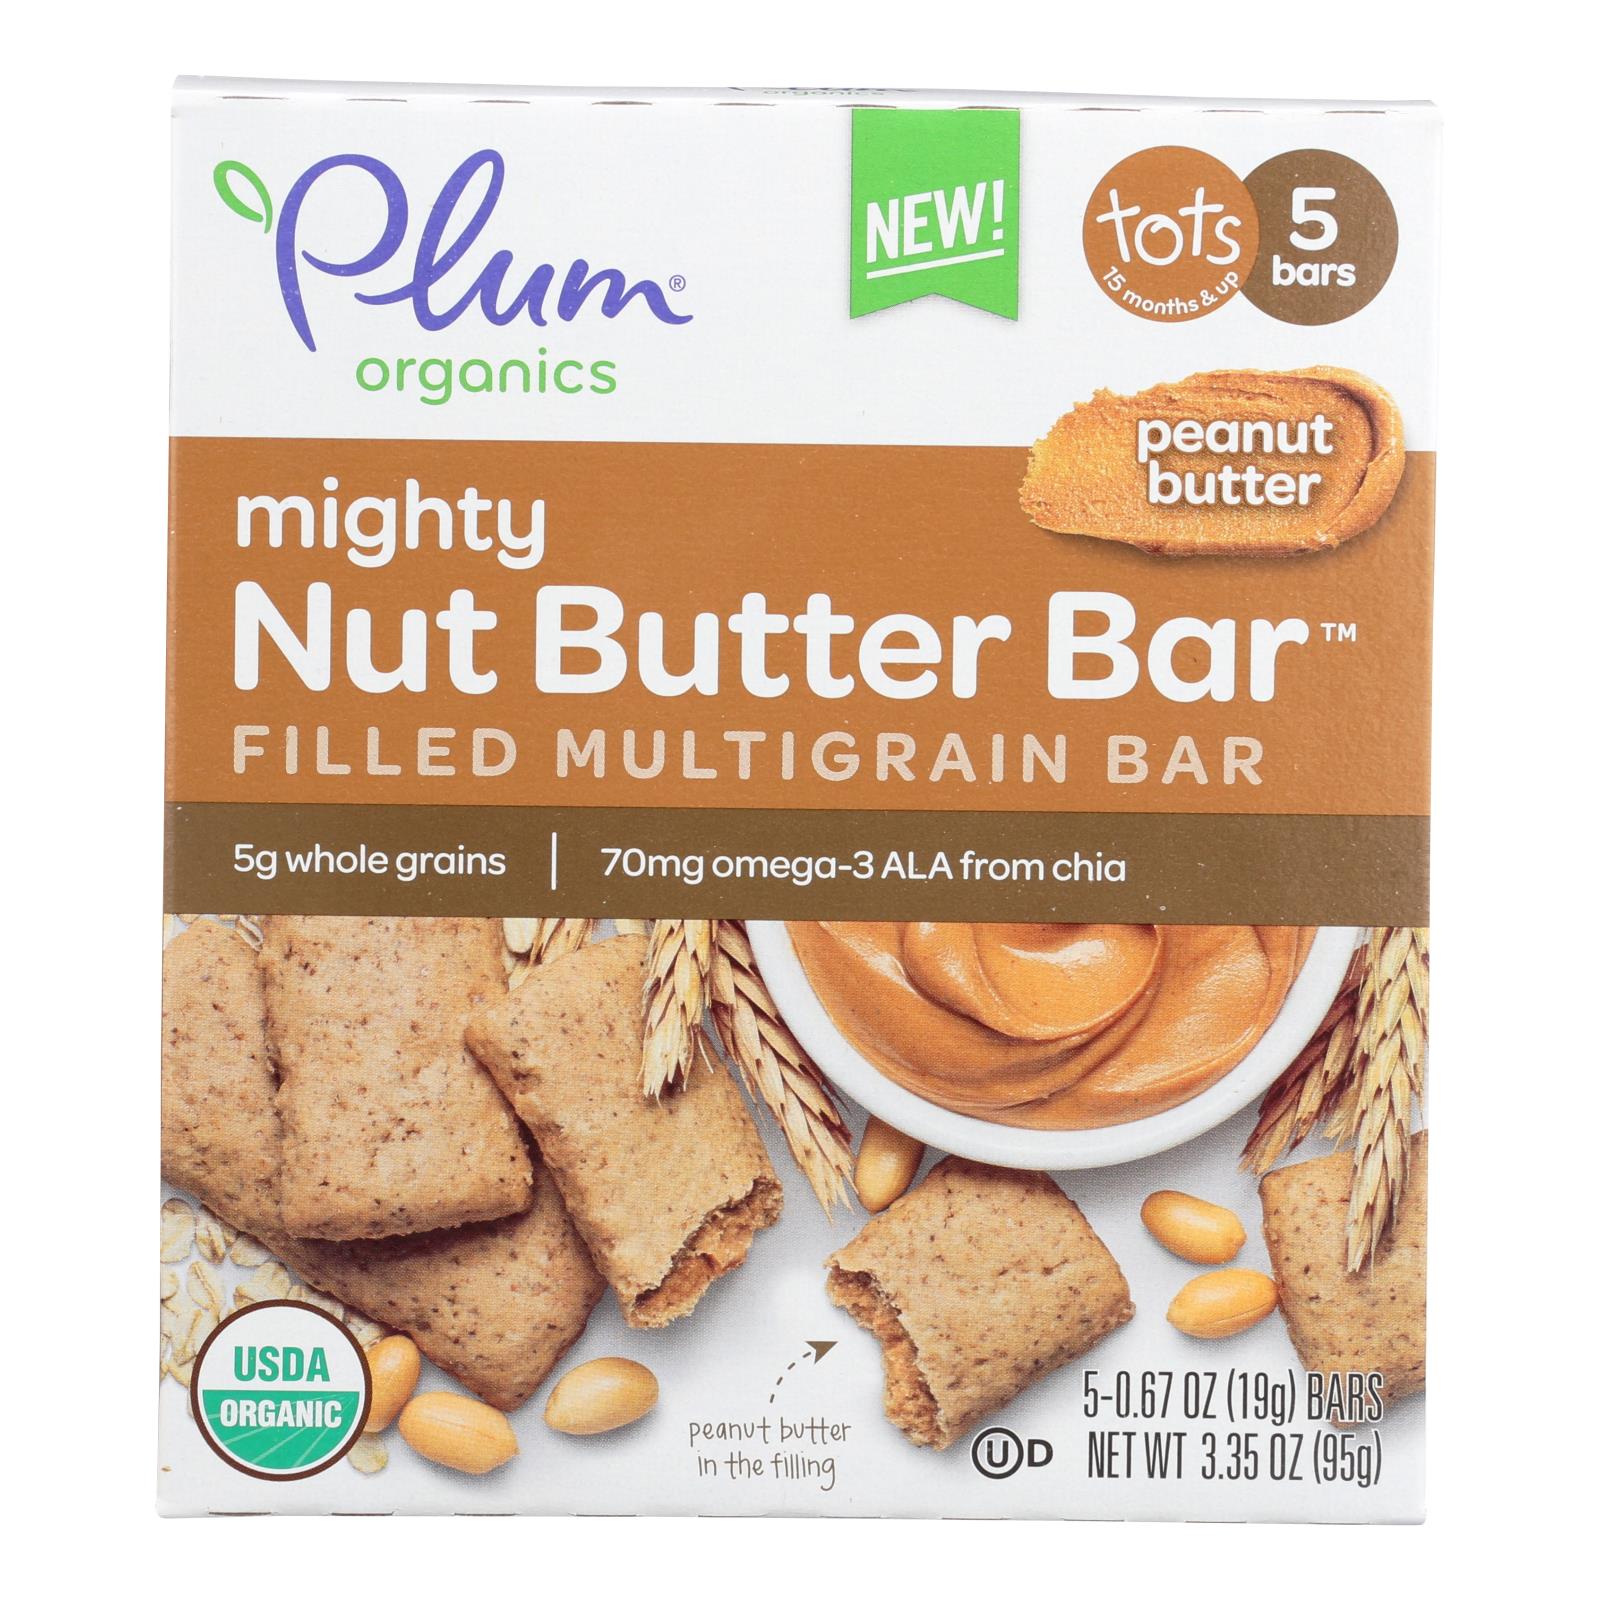 Plum®
organics
NEW!
tots
15 months & up
5
bars
peanut
butter
mighty
Nut Butter Bar™
FILLED MULTIGRAIN BAR
5g whole grains | 70mg omega-3 ALA from chia
USDA
ORGANIC
peanut butter
in the filling
U D
5-0.67 OZ (19g) BARS
NET WT 3.35 OZ (95g)